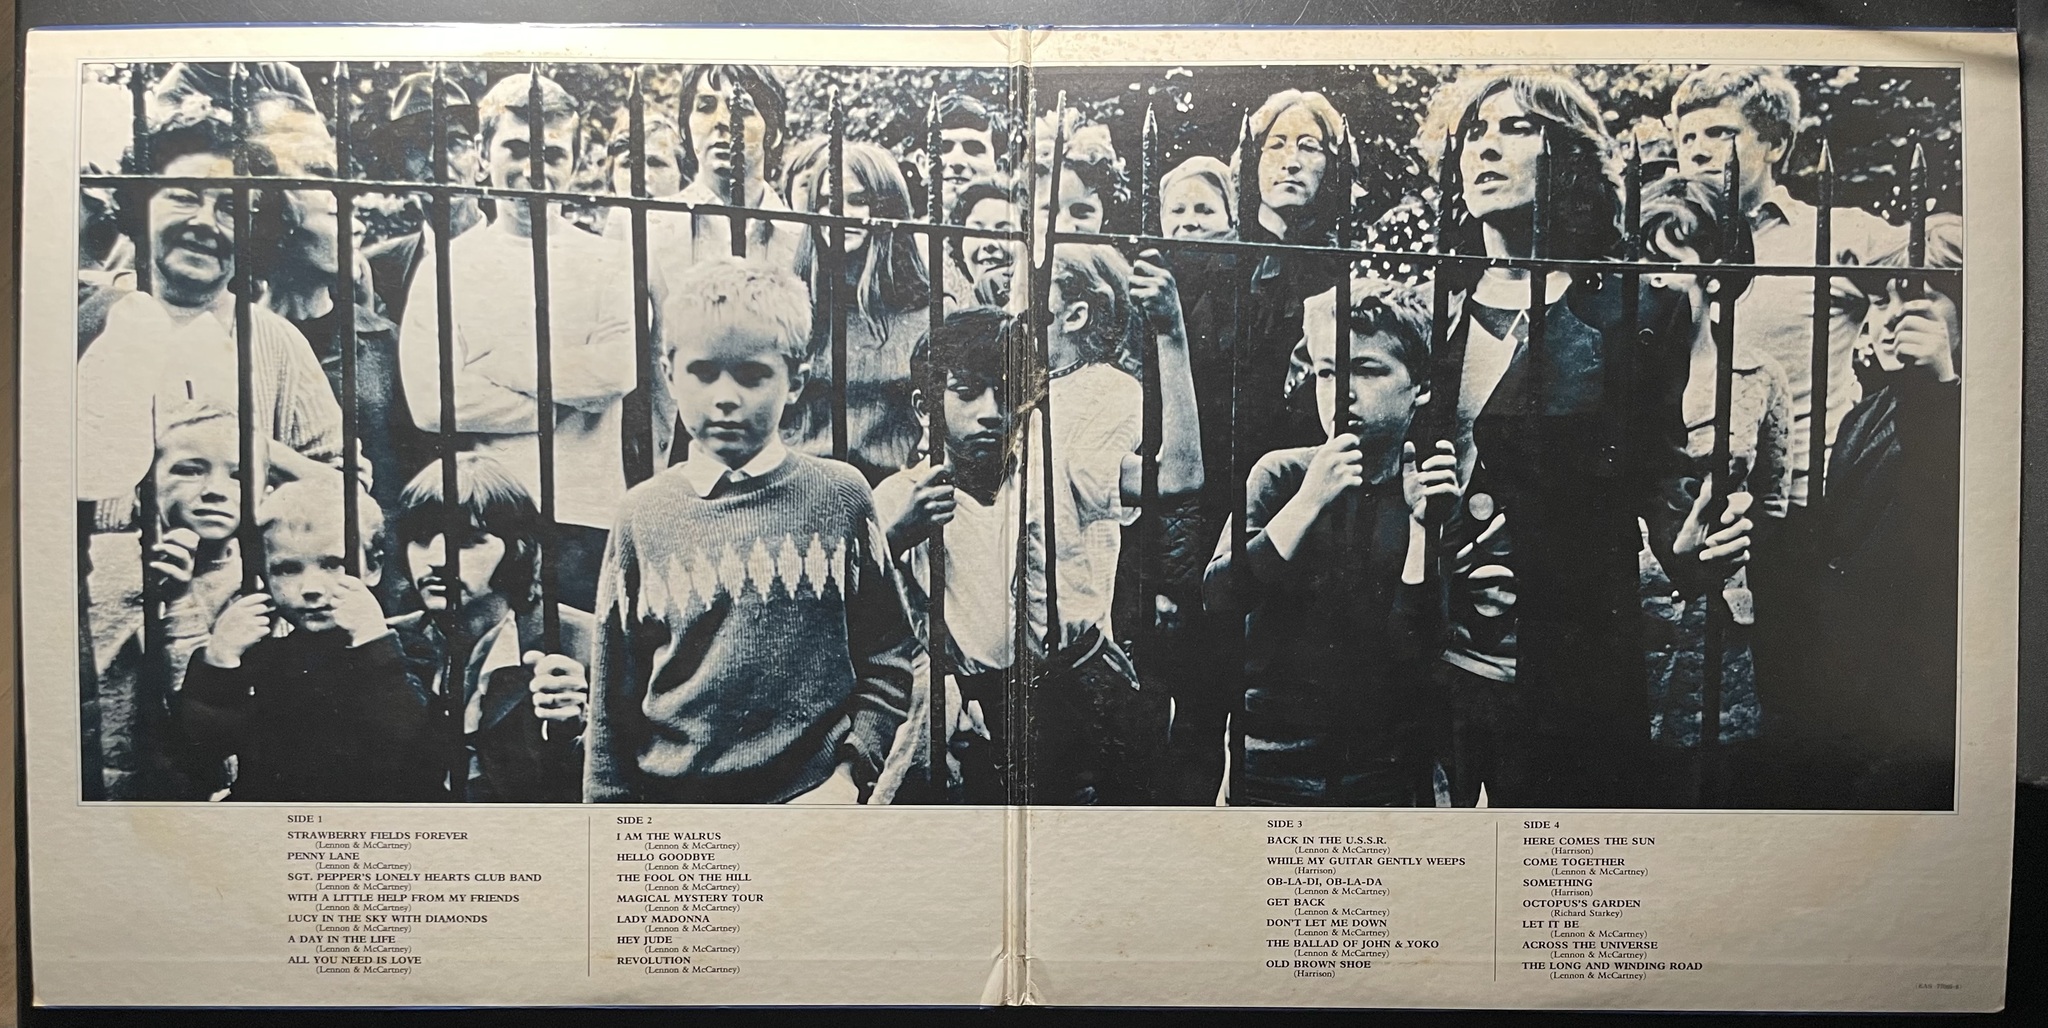 SIDE 1
STRAWBERRY FIELDS FOREVER
(Lennon & McCartney)
PENNY LANE
(Lennon & McCartney)
SGT. PEPPER'S LONELY HEARTS CLUB BAND
(Lennon & McCartney)
WITH A LITTLE HELP FROM MY FRIENDS
(Lennon & McCartney)
LUCY IN THE SKY WITH DIAMONDS
(Lennon & McCartney)
A DAY IN THE LIFE
(Lennon & McCartney)
ALL YOU NEED IS LOVE
(Lennon & McCartney)
SIDE 2
I AM THE WALRUS
(Lennon & McCartney)
HELLO GOODBYE
(Lennon & McCartney)
THE FOOL ON THE HILL
(Lennon & McCartney)
MAGICAL MYSTERY TOUR
(Lennon & McCartney)
LADY MADONNA
(Lennon & McCartney)
HEY JUDE
(Lennon & McCartney)
REVOLUTION
(Lennon & McCartney)
SIDE 3
BACK IN THE U.S.S.R.
(Lennon & McCartney)
WHILE MY GUITAR GENTLY WEEPS
(Harrison)
OB-LA-DI, OB-LA-DA
(Lennon & McCartney)
GET BACK
(Lennon & McCartney)
DON'T LET ME DOWN
(Lennon & McCartney)
THE BALLAD OF JOHN & YOKO
(Lennon & McCartney)
OLD BROWN SHOE
(Harrison)
SIDE 4
HERE COMES THE SUN
(Harrison)
COME TOGETHER
(Lennon & McCartney)
SOMETHING
(Harrison)
OCTOPUS'S GARDEN
(Richard Starkey)
LET IT BE
(Lennon & McCartney)
ACROSS THE UNIVERSE
(Lennon & McCartney)
THE LONG AND WINDING ROAD
(Lennon & McCartney)